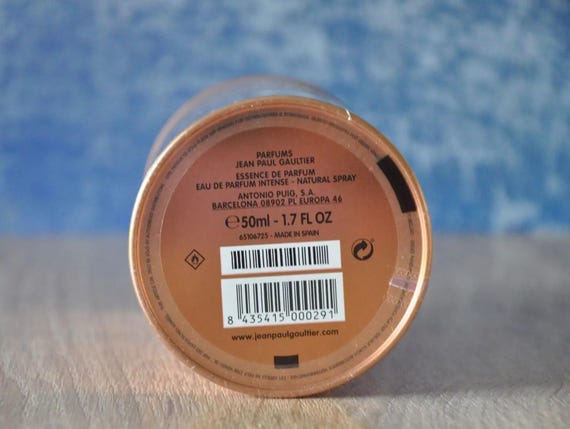 PARFUMS
JEAN PAUL GAULTIER
ESSENCE DE PARFUM
EAU DE PARFUM INTENSE - NATURAL SPRAY
ANTONIO PUIG, S.A.
BARCELONA 08902 PL EUROPA 46
℮50ml - 1.7 FL OZ
65106725 - MADE IN SPAIN
8 435415 000291
www.jeanpaulgaultier.com